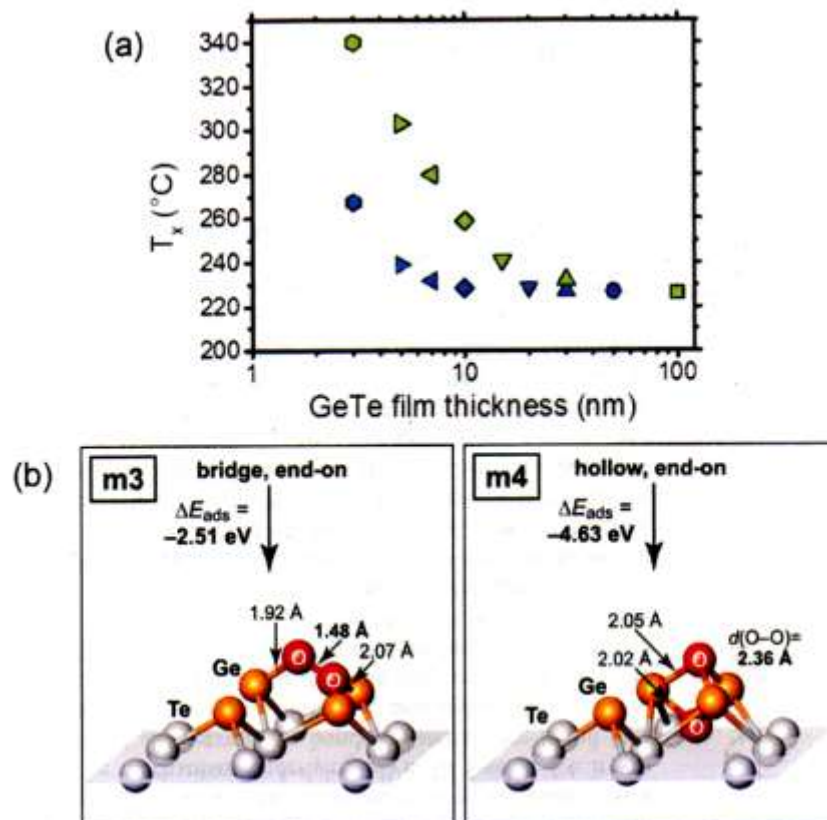 (a)
340
320
300
280
260
240
220
200
Tx (°C)
1
10
100
GeTe film thickness (nm)
(b)
m3
bridge, end-on
ΔEads =
–2.51 eV
1.92 Å
1.48 Å
2.07 Å
O
O
Ge
Te
m4
hollow, end-on
ΔEads =
–4.63 eV
2.05 Å
2.02 Å
d(O–O)=
2.36 Å
O
O
Ge
Te